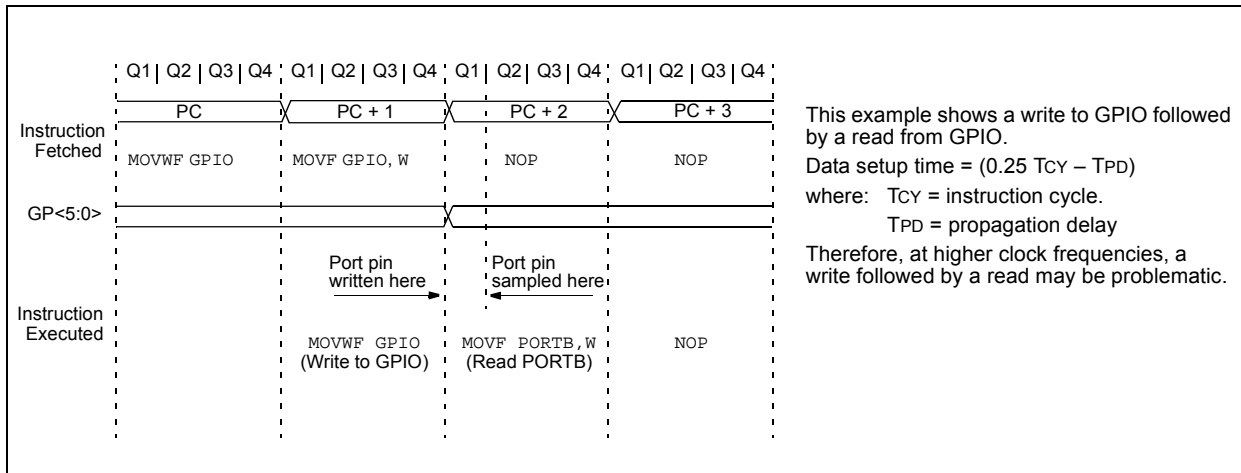 Q1 | Q2 | Q3 | Q4 Q1 | Q2 | Q3 | Q4 Q1 | Q2 | Q3 | Q4 Q1 | Q2 | Q3 | Q4
PC PC + 1 PC + 2 PC + 3
Instruction
Fetched
MOVWF GPIO MOVF GPIO, W NOP NOP
GP<5:0>
Port pin
written here
Port pin
sampled here
Instruction
Executed
MOVWF GPIO
(Write to GPIO)
MOVF PORTB,W
(Read PORTB)
NOP
This example shows a write to GPIO followed
by a read from GPIO.
Data setup time = (0.25 TCY – TPD)
where: TCY = instruction cycle.
TPD = propagation delay
Therefore, at higher clock frequencies, a
write followed by a read may be problematic.